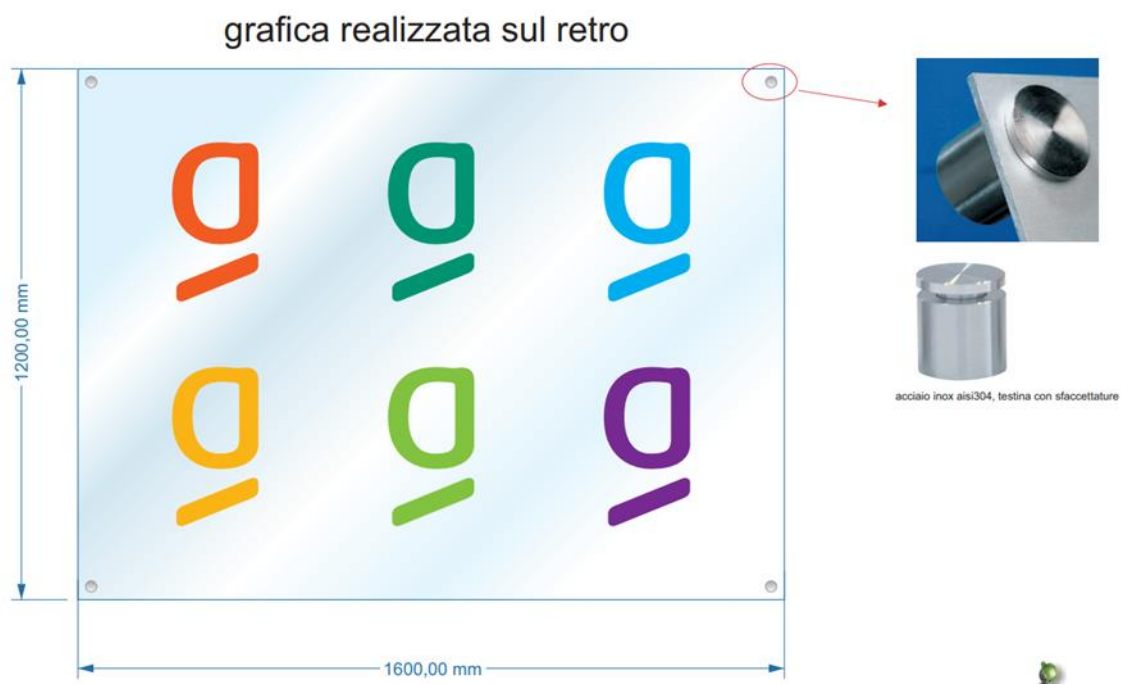 grafica realizzata sul retro
1200,00 mm
g g g
g g g
acciaio inox aisi304, testina con sfaccettature
1600,00 mm